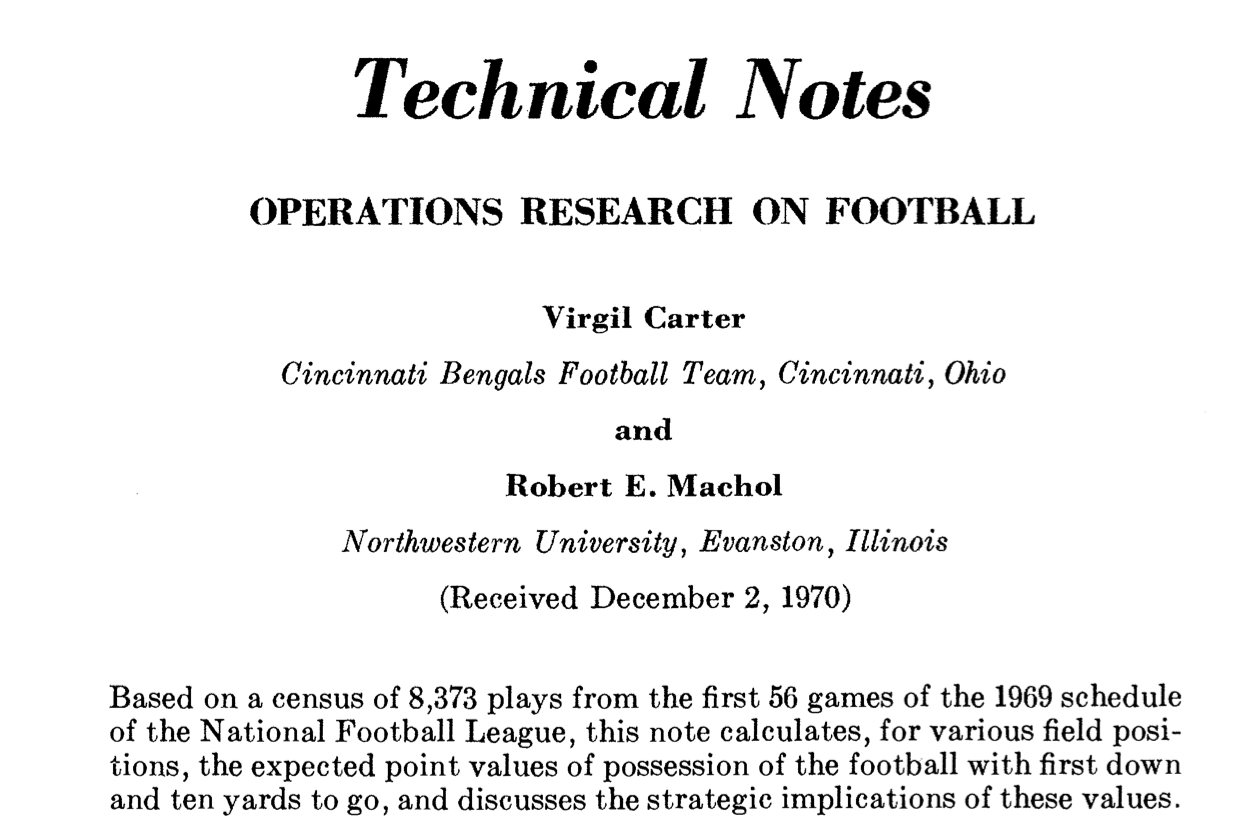 Technical Notes
OPERATIONS RESEARCH ON FOOTBALL
Virgil Carter
Cincinnati Bengals Football Team, Cincinnati, Ohio
and
Robert E. Machol
Northwestern University, Evanston, Illinois
(Received December 2, 1970)
Based on a census of 8,373 plays from the first 56 games of the 1969 schedule
of the National Football League, this note calculates, for various field posi-
tions, the expected point values of possession of the football with first down
and ten yards to go, and discusses the strategic implications of these values.